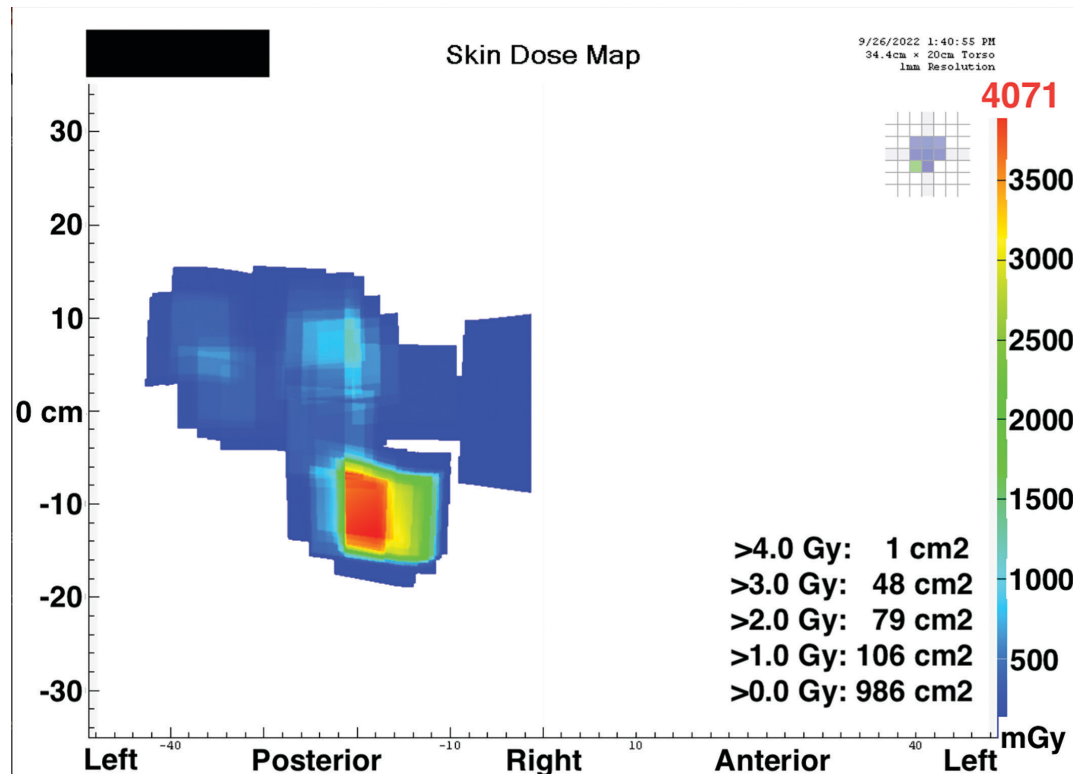 Skin Dose Map
9/26/2022 1:40:55 PM
34.4cm × 20cm Torso
1mm Resolution
4071
30
20
10
0 cm
-10
-20
-30
3500
3000
2500
2000
1500
1000
500
mGy
>4.0 Gy: 1 cm2
>3.0 Gy: 48 cm2
>2.0 Gy: 79 cm2
>1.0 Gy: 106 cm2
>0.0 Gy: 986 cm2
-40 -10 10 40
Left Posterior Right Anterior Left